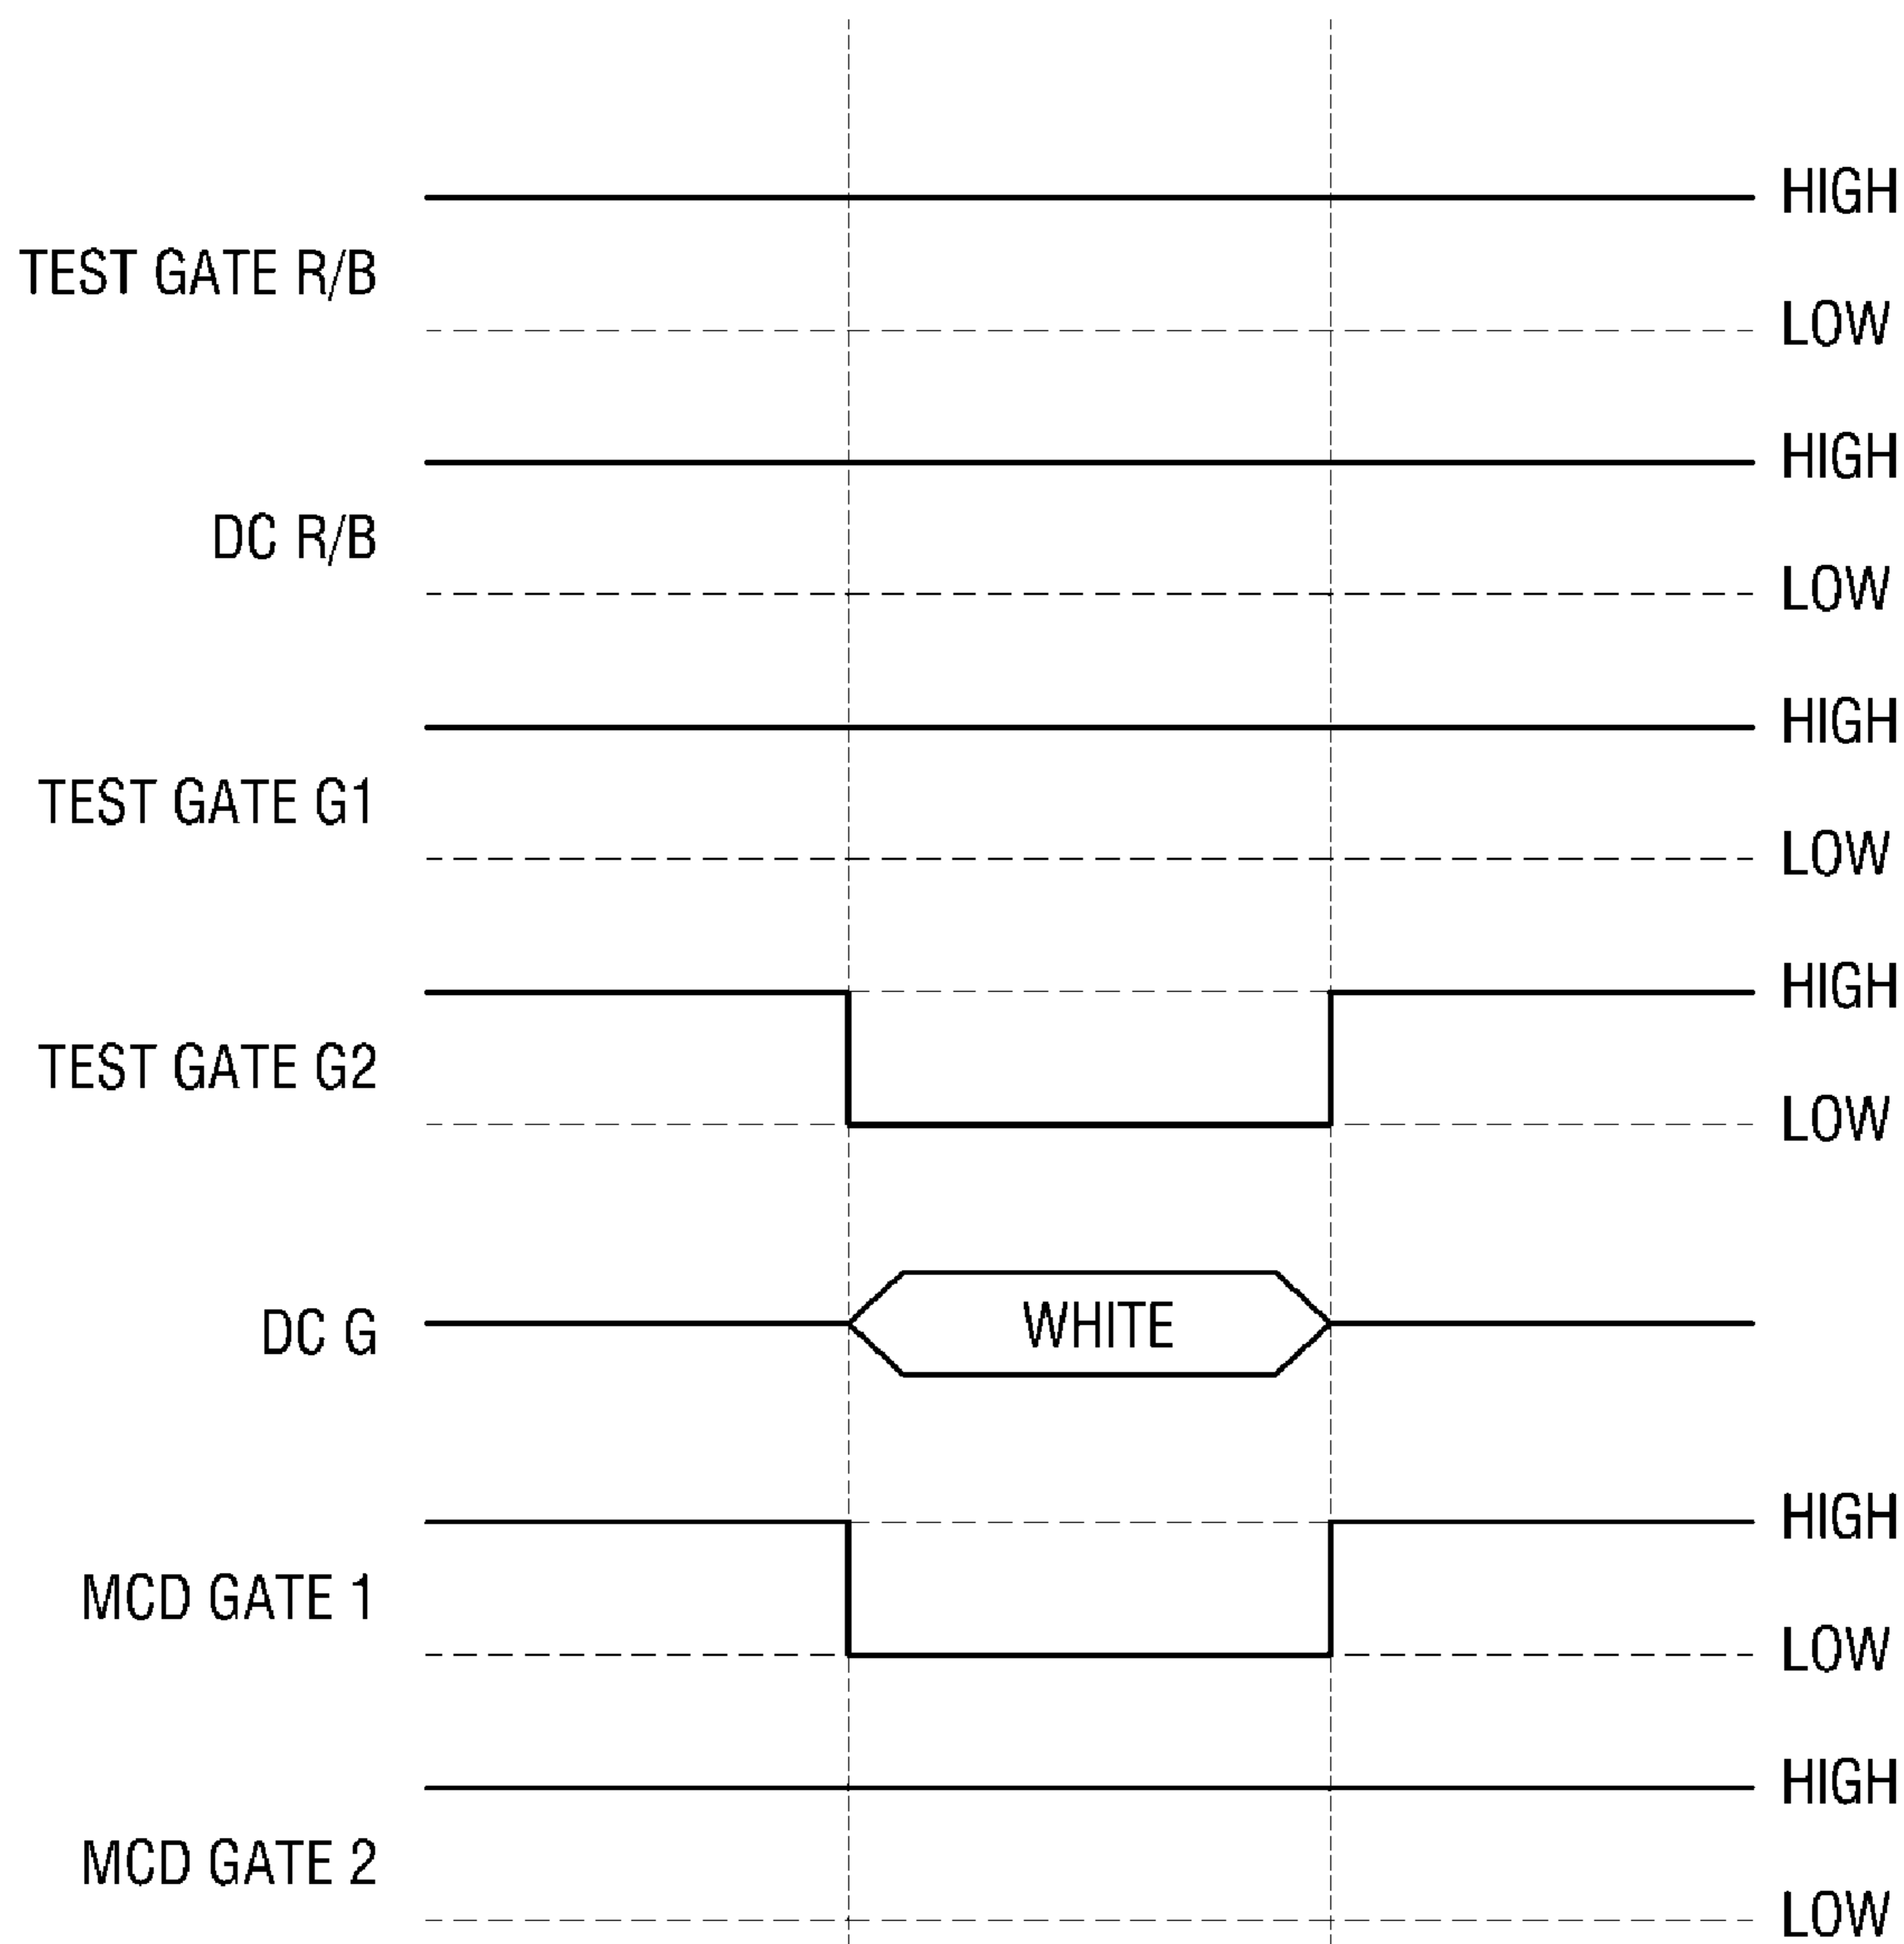 HIGH
TEST GATE R/B
LOW
HIGH
DC R/B
LOW
HIGH
TEST GATE G1
LOW
HIGH
TEST GATE G2
LOW
DC G
WHITE
HIGH
MCD GATE 1
LOW
HIGH
MCD GATE 2
LOW